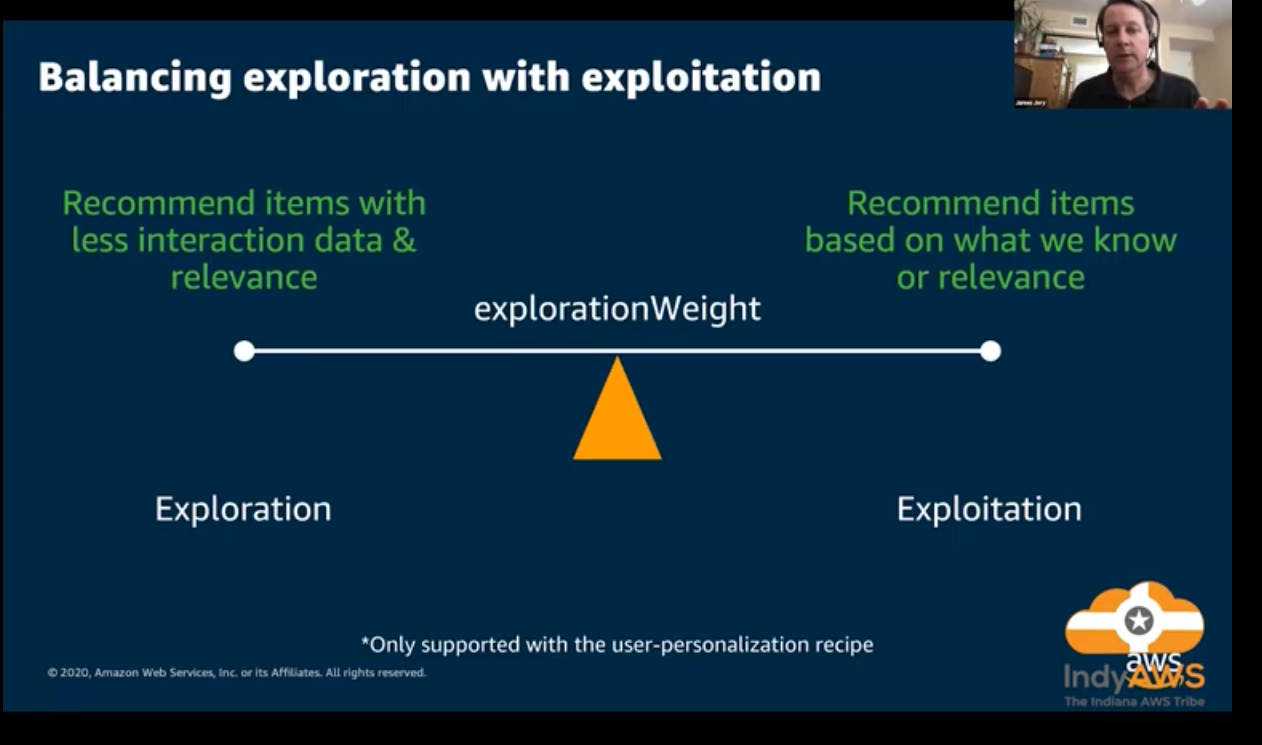 Balancing exploration with exploitation
James Jory
Recommend items with
less interaction data &
relevance
Recommend items
based on what we know
or relevance
explorationWeight
Exploration
Exploitation
*Only supported with the user-personalization recipe
© 2020, Amazon Web Services, Inc. or its Affiliates. All rights reserved.
aws
IndyAWS
The Indiana AWS Tribe